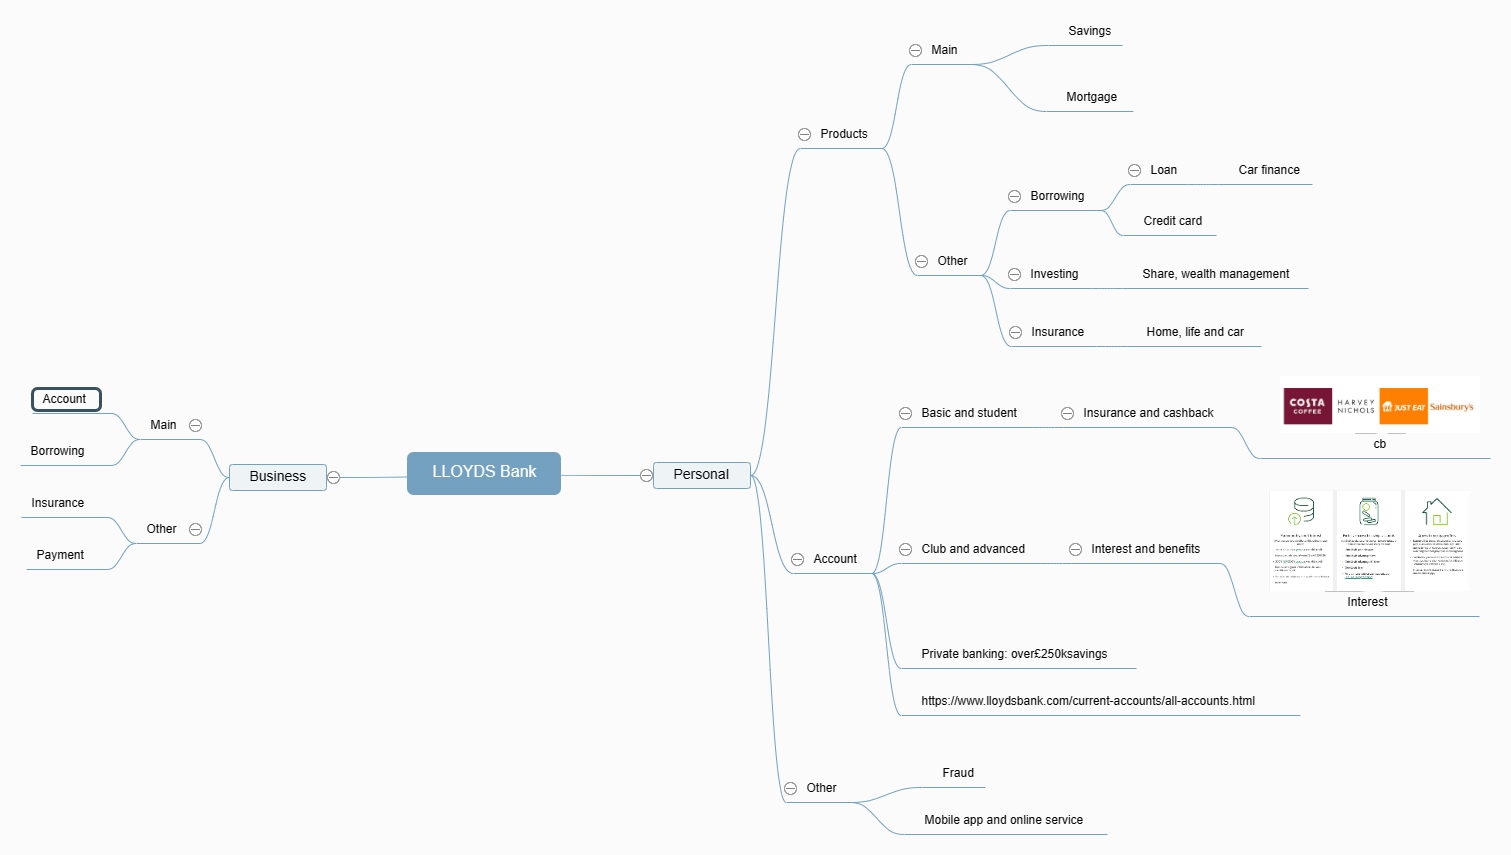 LLOYDS Bank
Business
Main
Account
Borrowing
Other
Insurance
Payment
Personal
Products
Main
Savings
Mortgage
Other
Borrowing
Loan
Car finance
Credit card
Investing
Share, wealth management
Insurance
Home, life and car
Account
Basic and student
Insurance and cashback
COSTA
COFFEE
HARVEY
NICHOLS
JUST EAT
Sainsbury's
cb
Club and advanced
Interest and benefits
Interest
Private banking: over£250ksavings
https://www.lloydsbank.com/current-accounts/all-accounts.html
Other
Fraud
Mobile app and online service